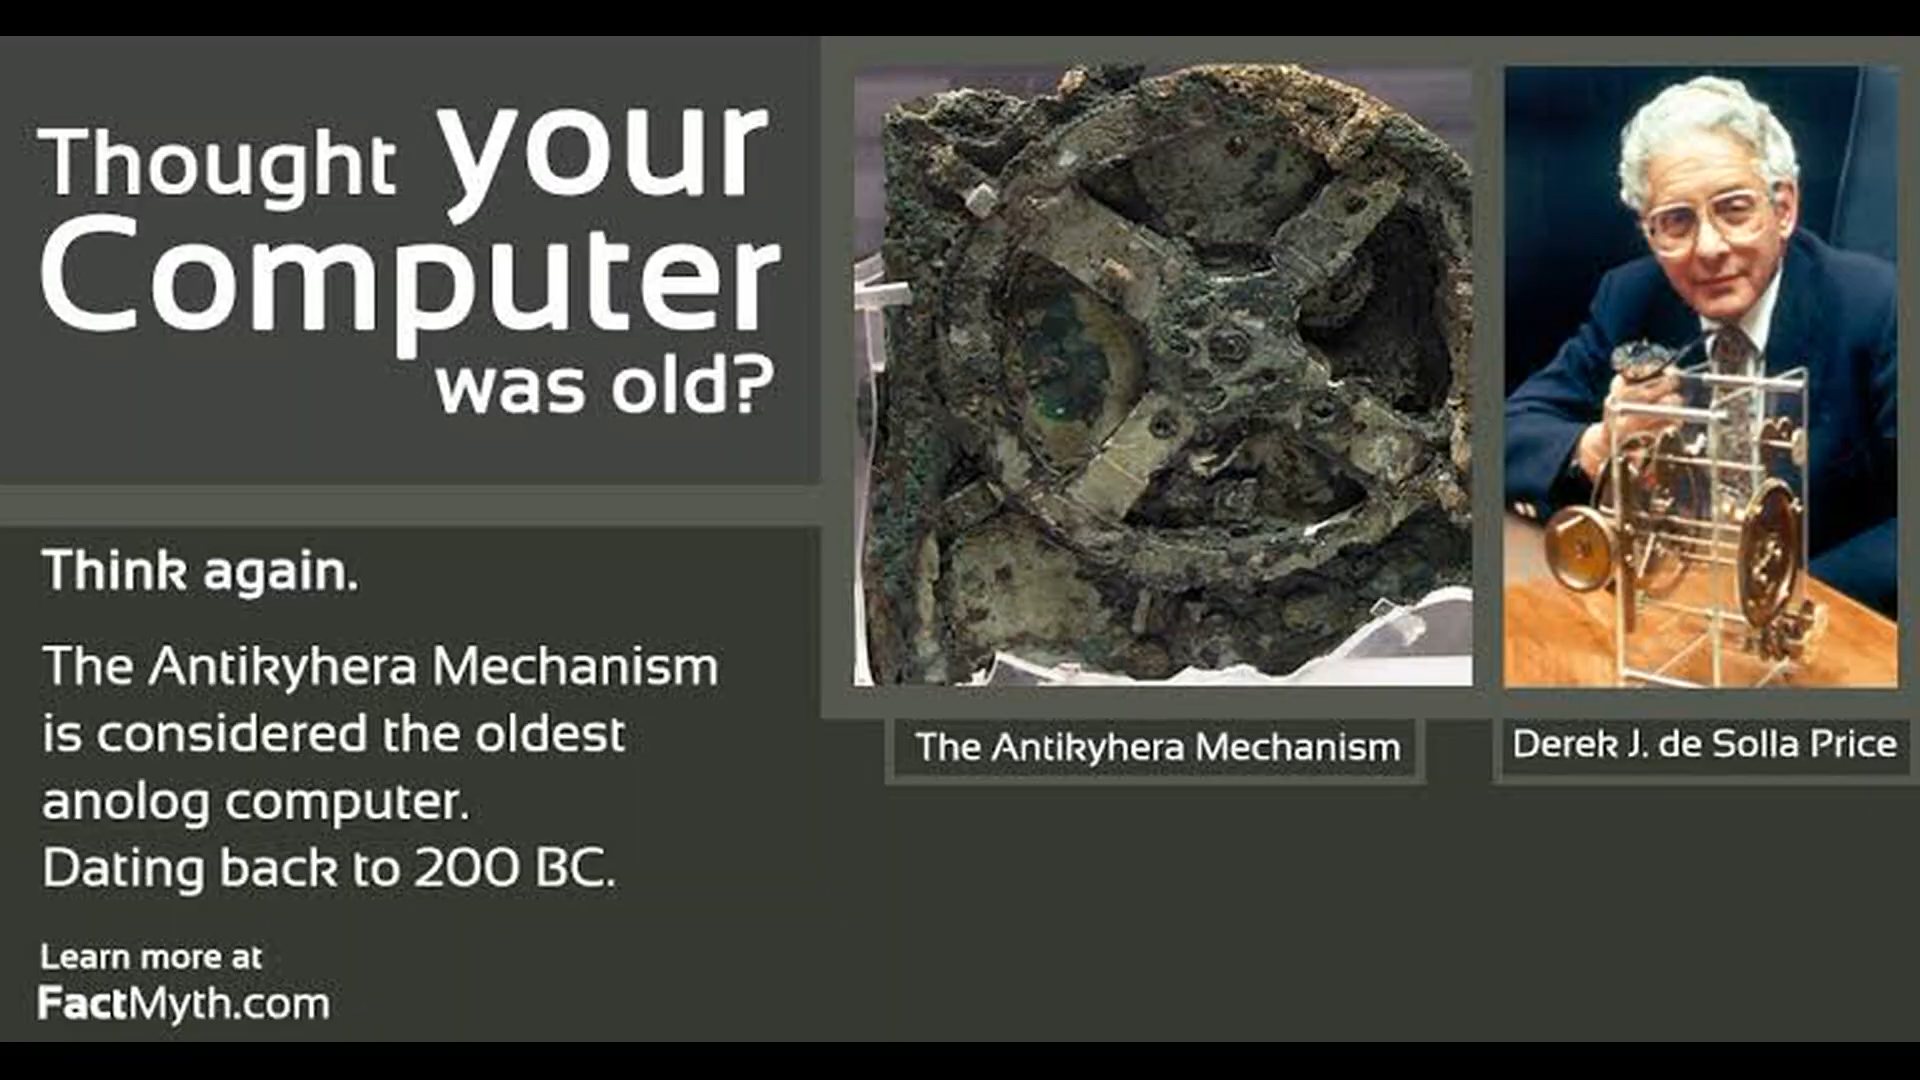 Thought your
Computer
was old?
Think again.
The Antikyhera Mechanism
is considered the oldest
anolog computer.
Dating back to 200 BC.
Learn more at
FactMyth.com
The Antikyhera Mechanism
Derek J. de Solla Price